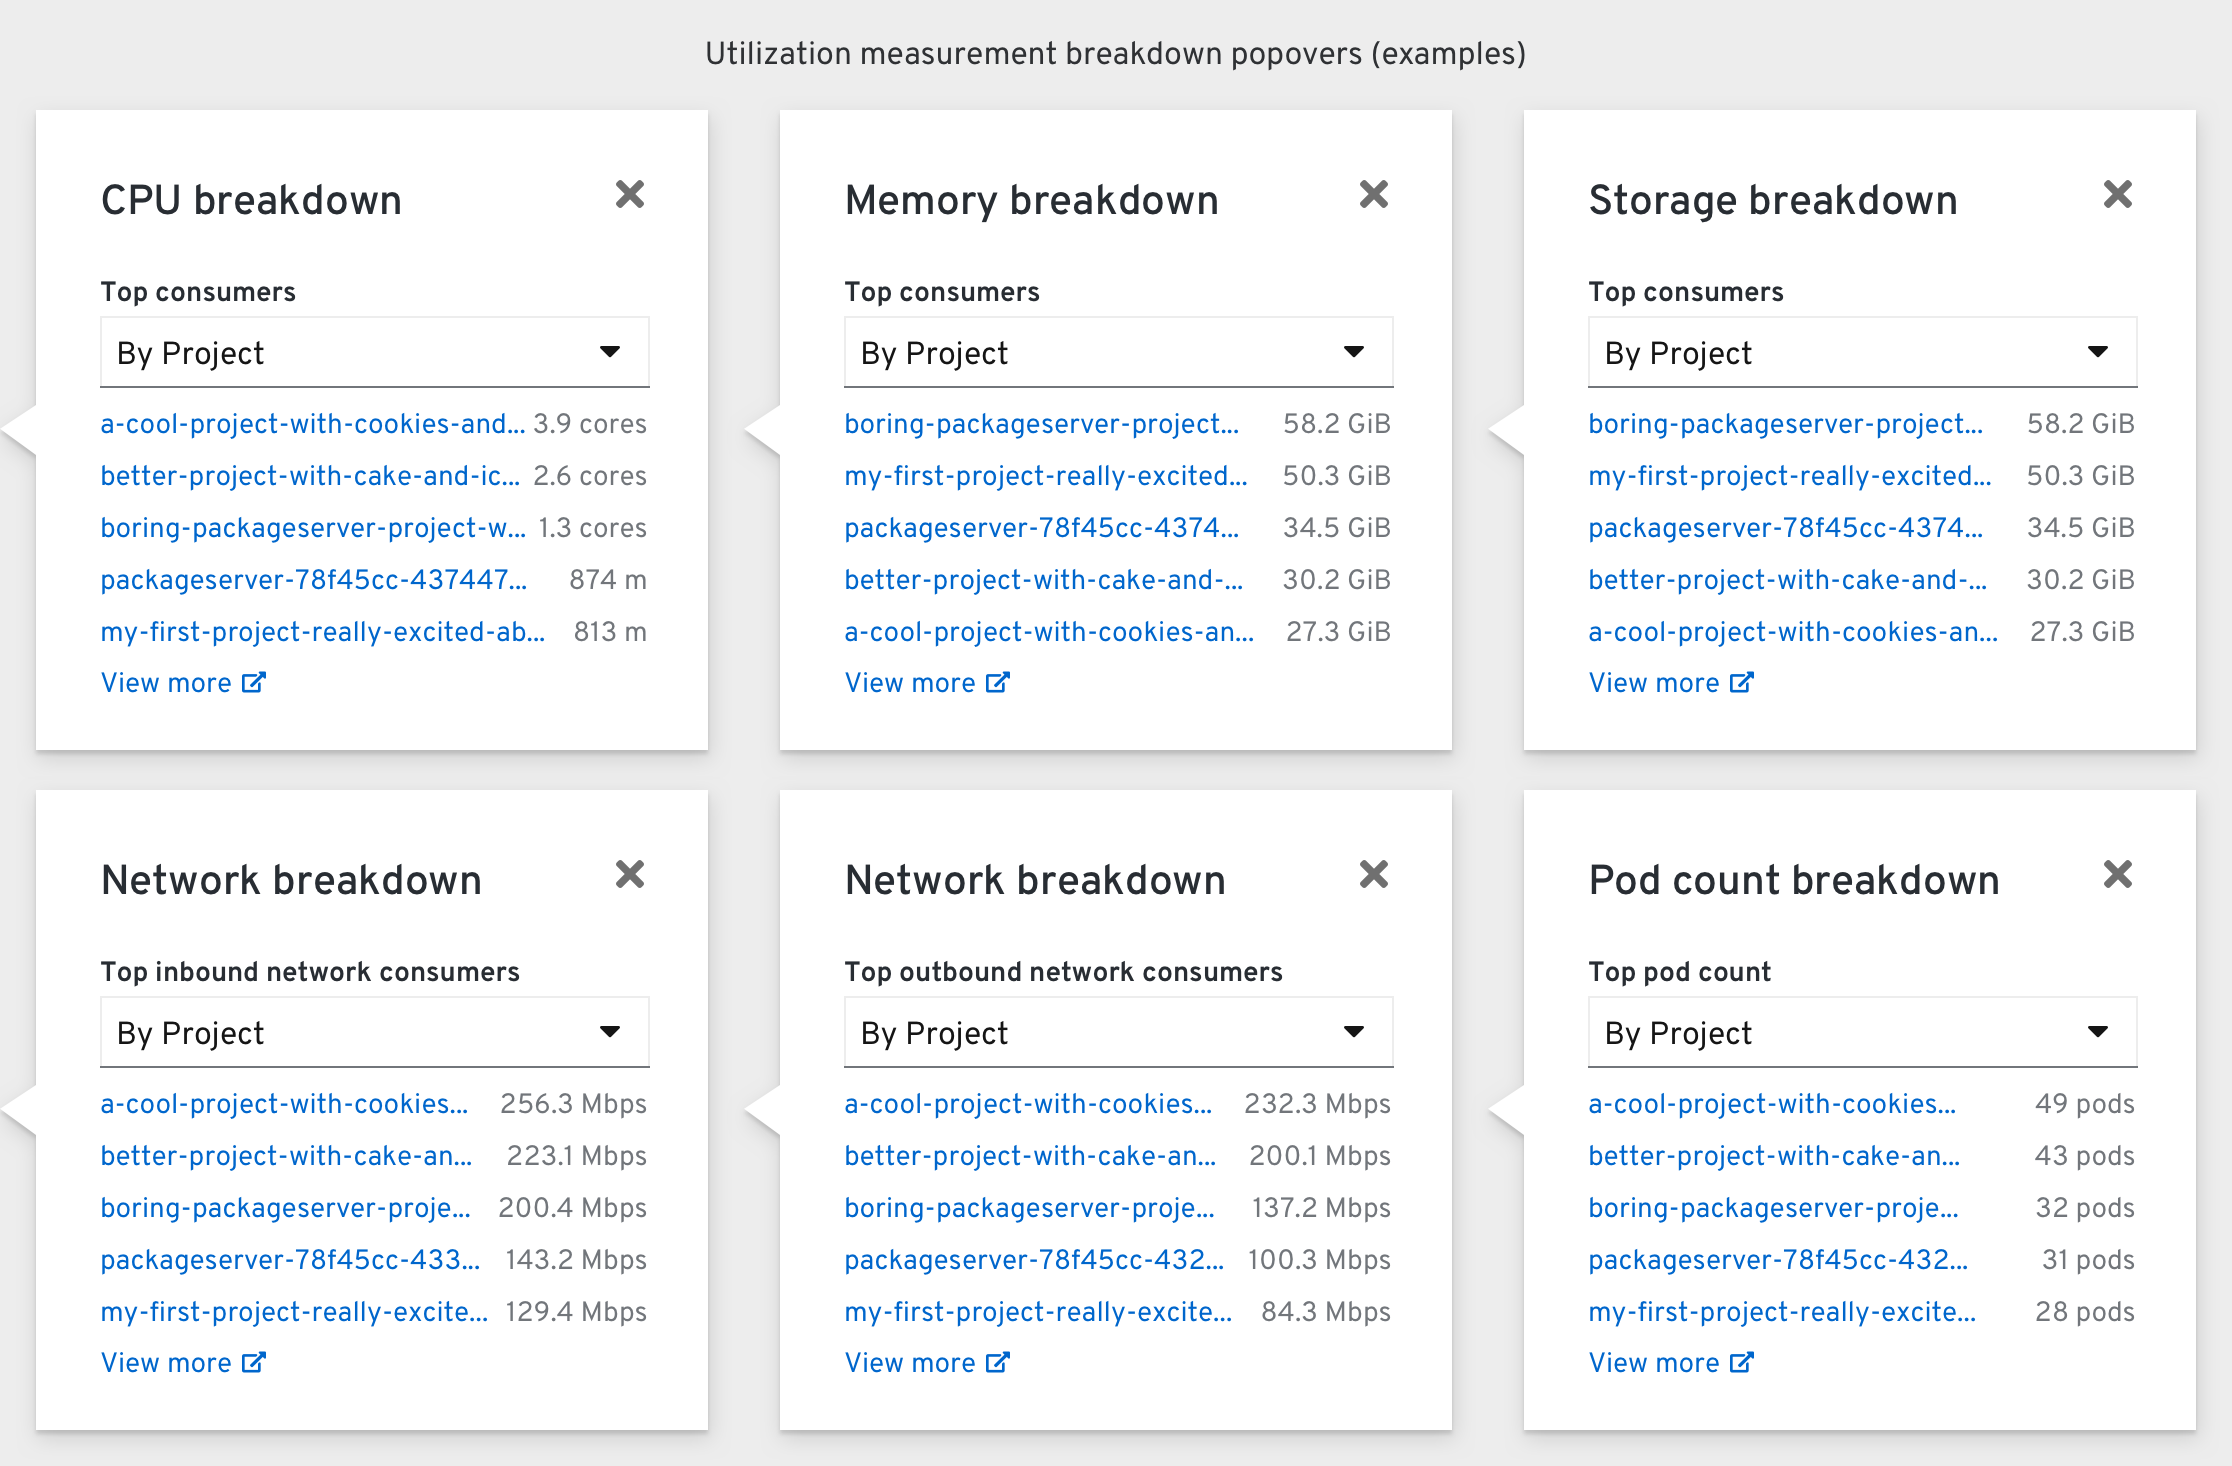 Utilization measurement breakdown popovers (examples)
CPU breakdown
Top consumers
By Project
a-cool-project-with-cookies-and... 3.9 cores
better-project-with-cake-and-ic... 2.6 cores
boring-packageserver-project-w... 1.3 cores
packageserver-78f45cc-437447... 874 m
my-first-project-really-excited-ab... 813 m
View more
Memory breakdown
Top consumers
By Project
boring-packageserver-project... 58.2 GiB
my-first-project-really-excited... 50.3 GiB
packageserver-78f45cc-4374... 34.5 GiB
better-project-with-cake-and-... 30.2 GiB
a-cool-project-with-cookies-an... 27.3 GiB
View more
Storage breakdown
Top consumers
By Project
boring-packageserver-project... 58.2 GiB
my-first-project-really-excited... 50.3 GiB
packageserver-78f45cc-4374... 34.5 GiB
better-project-with-cake-and-... 30.2 GiB
a-cool-project-with-cookies-an... 27.3 GiB
View more
Network breakdown
Top inbound network consumers
By Project
a-cool-project-with-cookies... 256.3 Mbps
better-project-with-cake-an... 223.1 Mbps
boring-packageserver-proje... 200.4 Mbps
packageserver-78f45cc-433... 143.2 Mbps
my-first-project-really-excite... 129.4 Mbps
View more
Network breakdown
Top outbound network consumers
By Project
a-cool-project-with-cookies... 232.3 Mbps
better-project-with-cake-an... 200.1 Mbps
boring-packageserver-proje... 137.2 Mbps
packageserver-78f45cc-432... 100.3 Mbps
my-first-project-really-excite... 84.3 Mbps
View more
Pod count breakdown
Top pod count
By Project
a-cool-project-with-cookies... 49 pods
better-project-with-cake-an... 43 pods
boring-packageserver-proje... 32 pods
packageserver-78f45cc-432... 31 pods
my-first-project-really-excite... 28 pods
View more